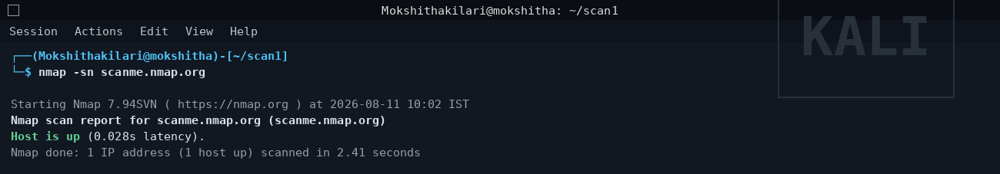 Mokshithakilari@mokshitha: ~/scan1
Session Actions Edit View Help
KALI
┌──(Mokshithakilari@mokshitha)-[~/scan1]
└─$ nmap -sn scanme.nmap.org
Starting Nmap 7.94SVN ( https://nmap.org ) at 2026-08-11 10:02 IST
Nmap scan report for scanme.nmap.org (scanme.nmap.org)
Host is up (0.028s latency).
Nmap done: 1 IP address (1 host up) scanned in 2.41 seconds